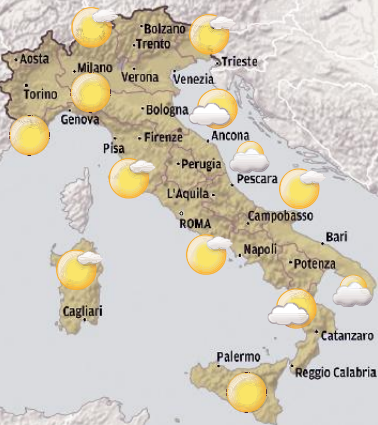 Bolzano
Trento
Aosta
Trieste
Milano
Verona
Venezia
Torino
Bologna
Genova
Firenze
Ancona
Pisa
Perugia
Pescara
L'Aquila
Campobasso
ROMA
Bari
Napoli
Potenza
Cagliari
Catanzaro
Palermo
Reggio Calabria